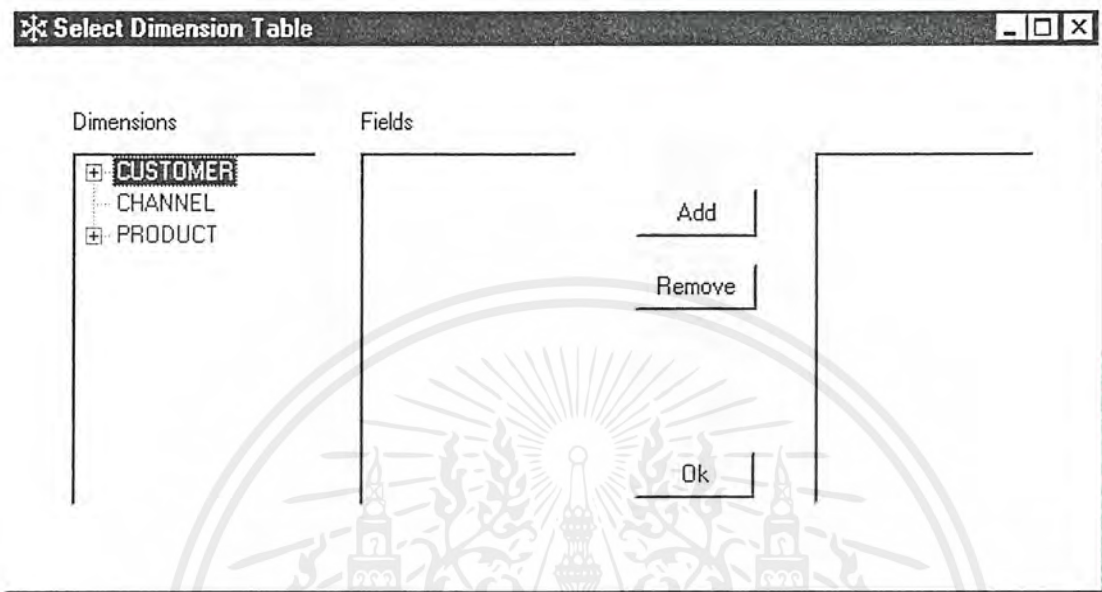 Select Dimension Table
Dimensions
Fields
CUSTOMER
CHANNEL
PRODUCT
Add
Remove
Ok